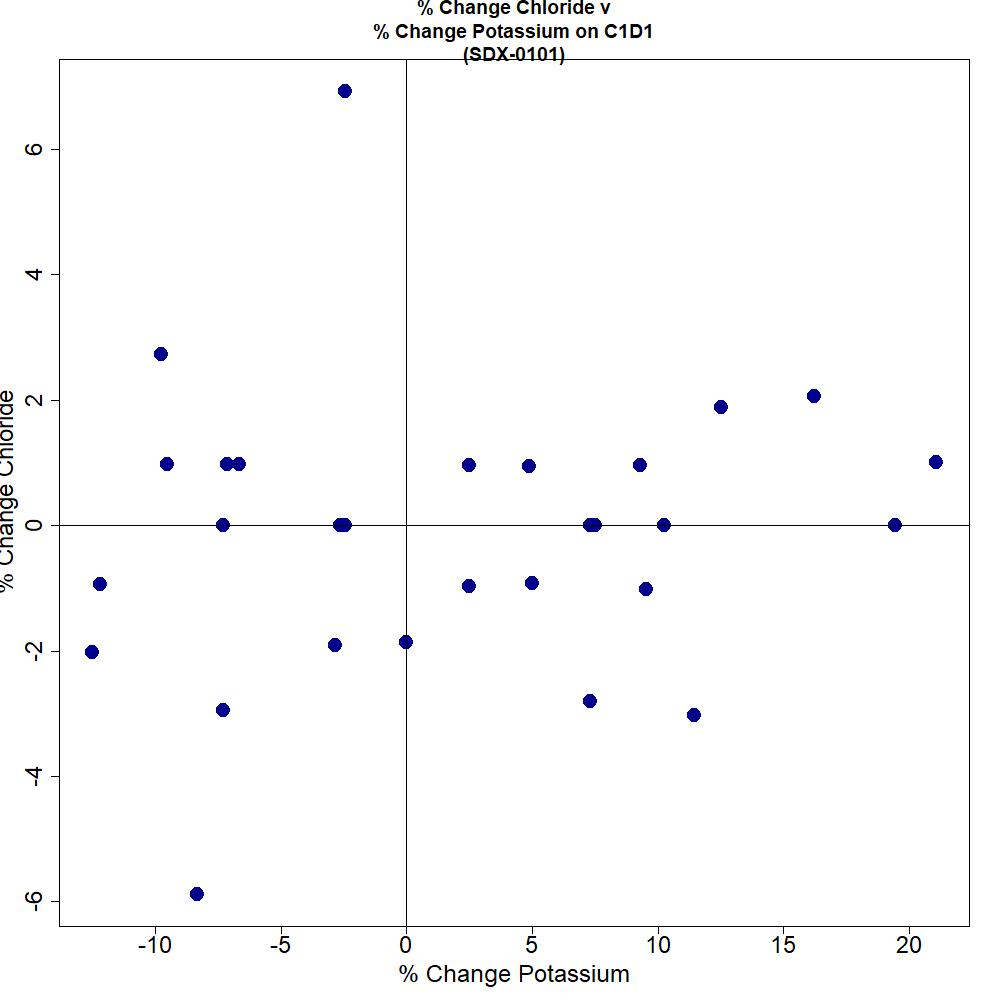 % Change Chloride v
% Change Potassium on C1D1
(SDX-0101)
% Change Chloride
6
4
2
0
-2
-4
-6
-10
-5
0
5
10
15
20
% Change Potassium